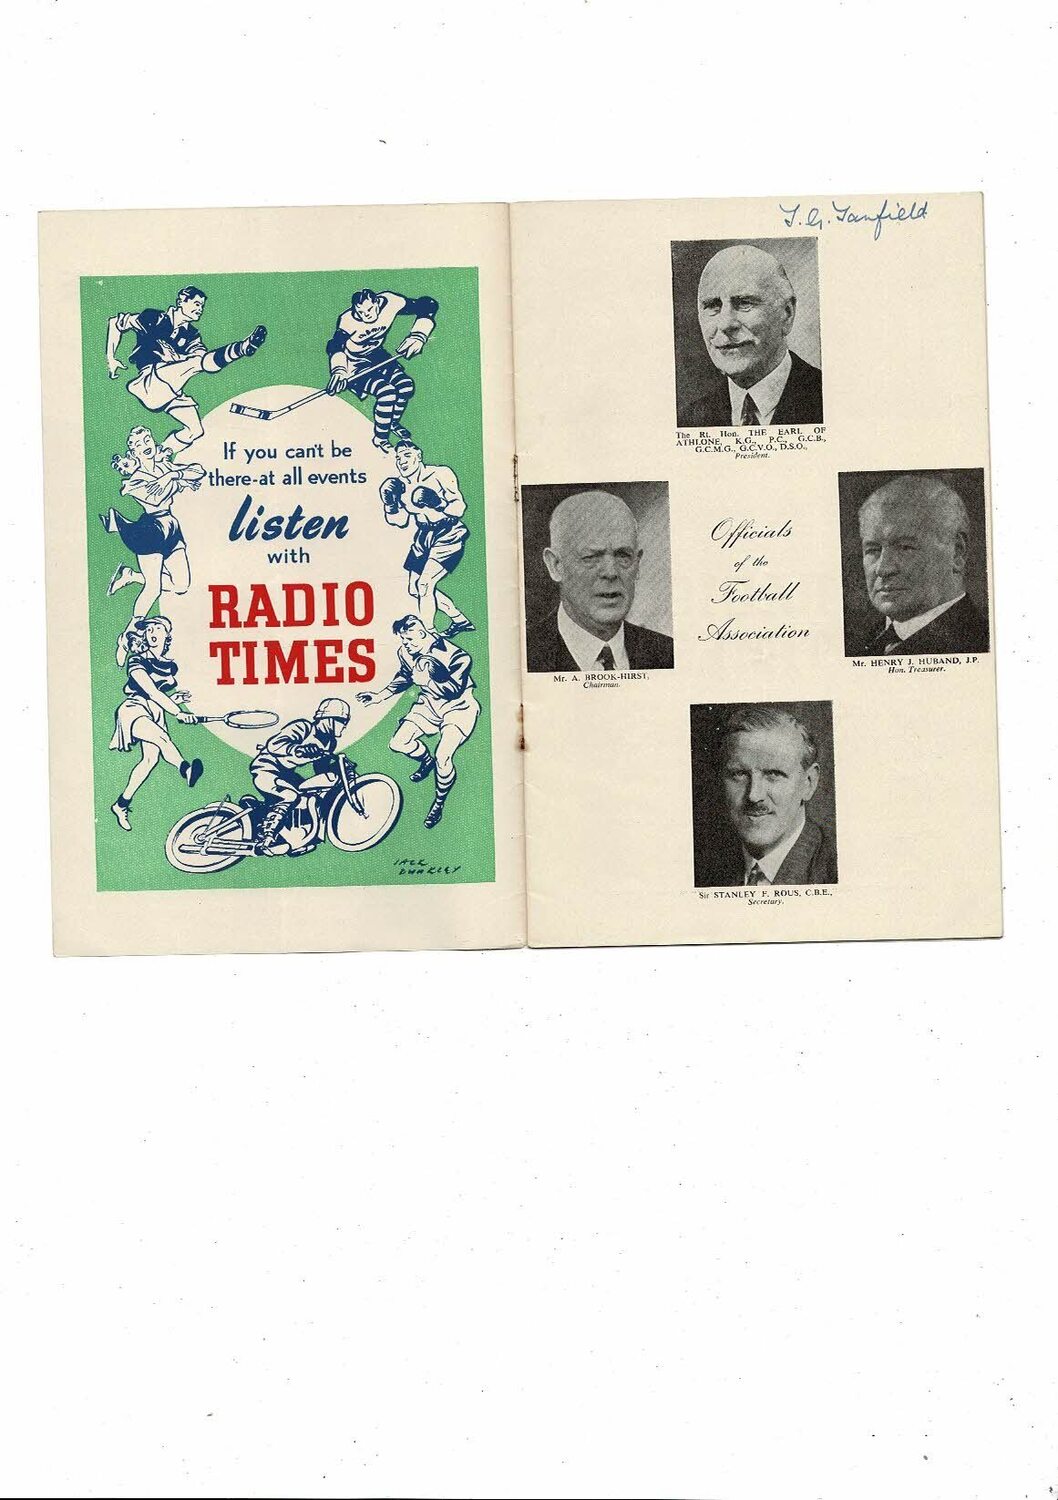 If you can't be
there-at all events
listen
with
RADIO
TIMES
JACK
DUNKLEY
T. G. Tanfield
The Rt. Hon. THE EARL OF
ATHLONE, K.G., P.C., G.C.B.,
G.C.M.G., G.C.V.O., D.S.O.,
President.
Mr. A. BROOK-HIRST,
Chairman.
Officials
of the
Football
Association
Mr. HENRY J. HUBAND, J.P.
Hon. Treasurer.
Sir STANLEY F. ROUS, C.B.E.,
Secretary.